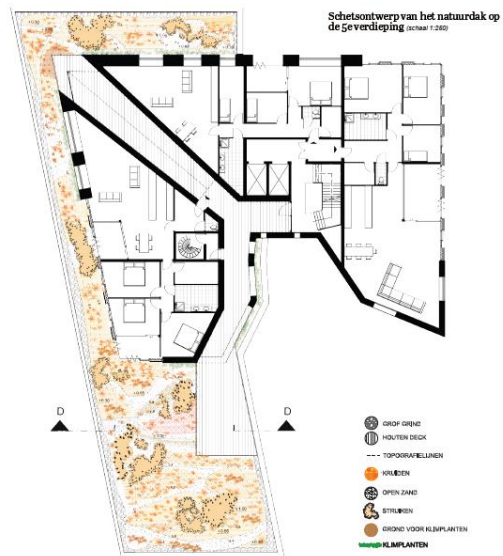 Schetsontwerp van het natuurdak op
de 5e verdieping (schaal 1:250)
D
D
GROF GRIND
HOUTEN DECK
TOPOGRAFIELIJNEN
KRUIDEN
OPEN ZAND
STRUIKEN
GROND VOOR KLIMPLANTEN
KLIMPLANTEN